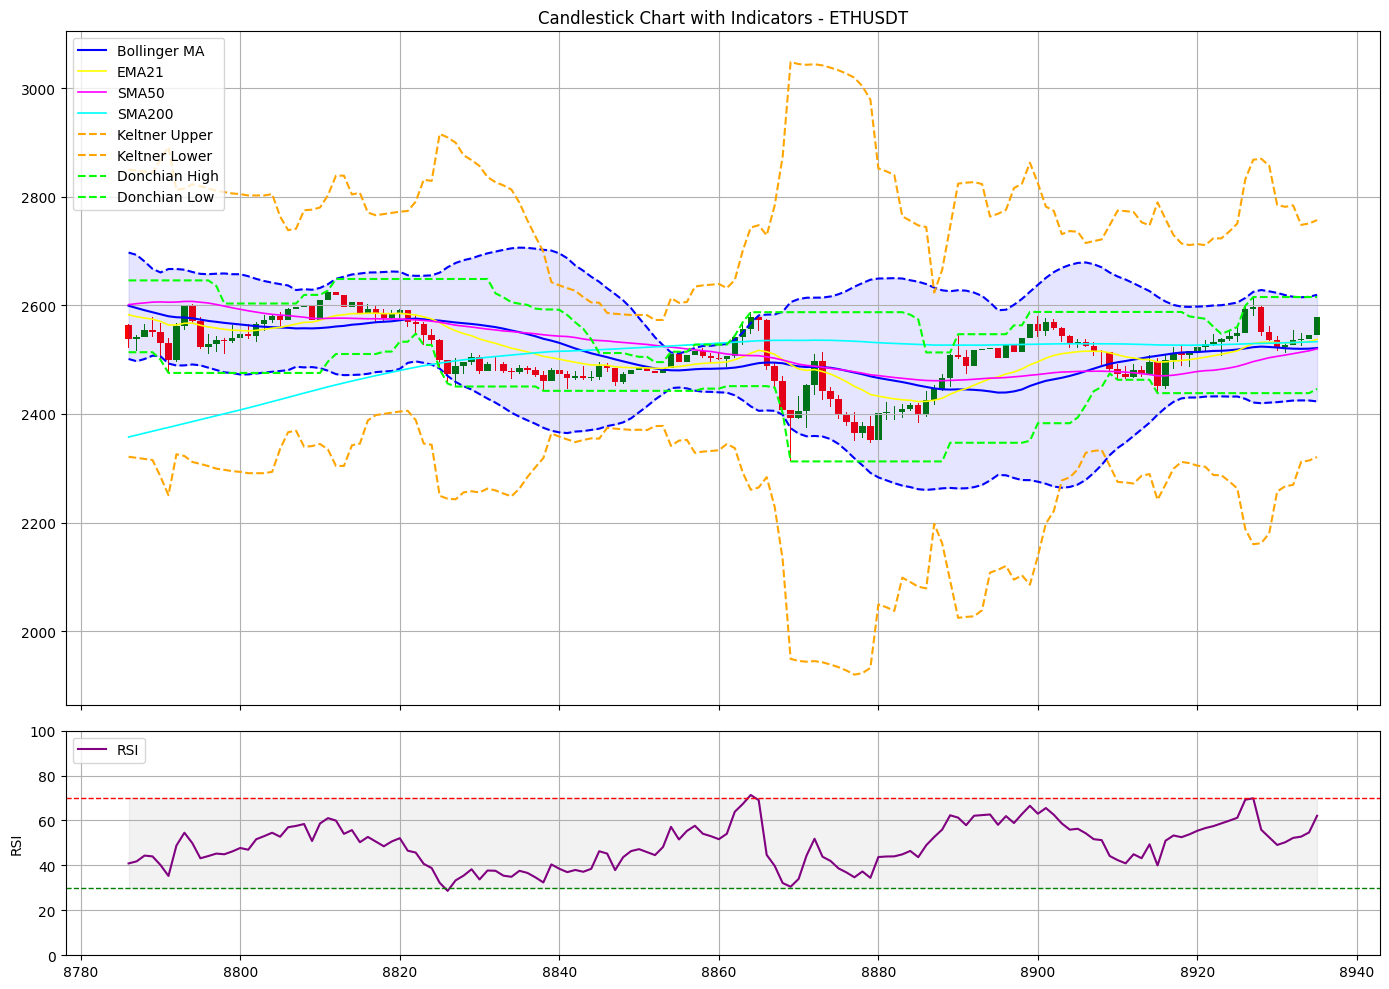 Candlestick Chart with Indicators - ETHUSDT
Bollinger MA
EMA21
SMA50
SMA200
Keltner Upper
Keltner Lower
Donchian High
Donchian Low
3000
2800
2600
2400
2200
2000
RSI
100
80
60
40
20
0
RSI
8780
8800
8820
8840
8860
8880
8900
8920
8940